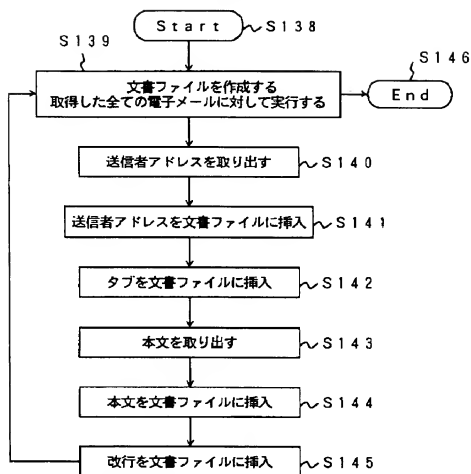 Start
S138
S139
文書ファイルを作成する
取得した全ての電子メールに対して実行する
S146
End
送信者アドレスを取り出す
S140
送信者アドレスを文書ファイルに挿入
S141
タブを文書ファイルに挿入
S142
本文を取り出す
S143
本文を文書ファイルに挿入
S144
改行を文書ファイルに挿入
S145